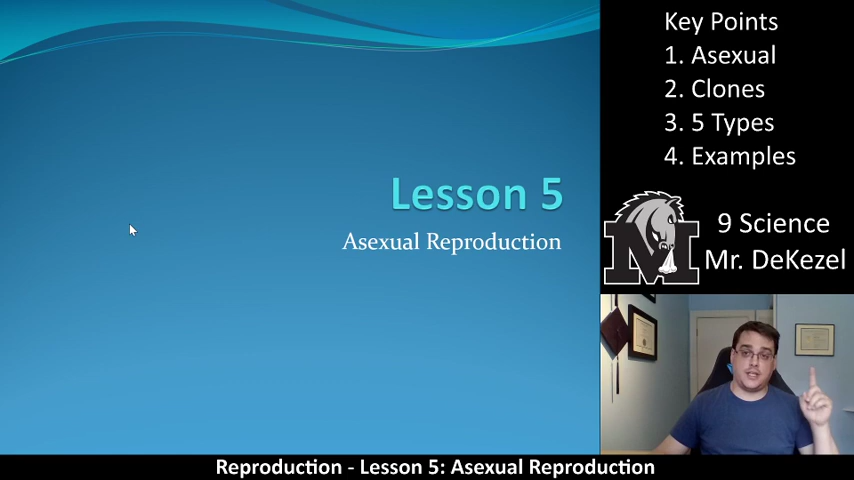 Lesson 5
Asexual Reproduction
Key Points
1. Asexual
2. Clones
3. 5 Types
4. Examples
M
9 Science
Mr. DeKezel
Reproduction - Lesson 5: Asexual Reproduction